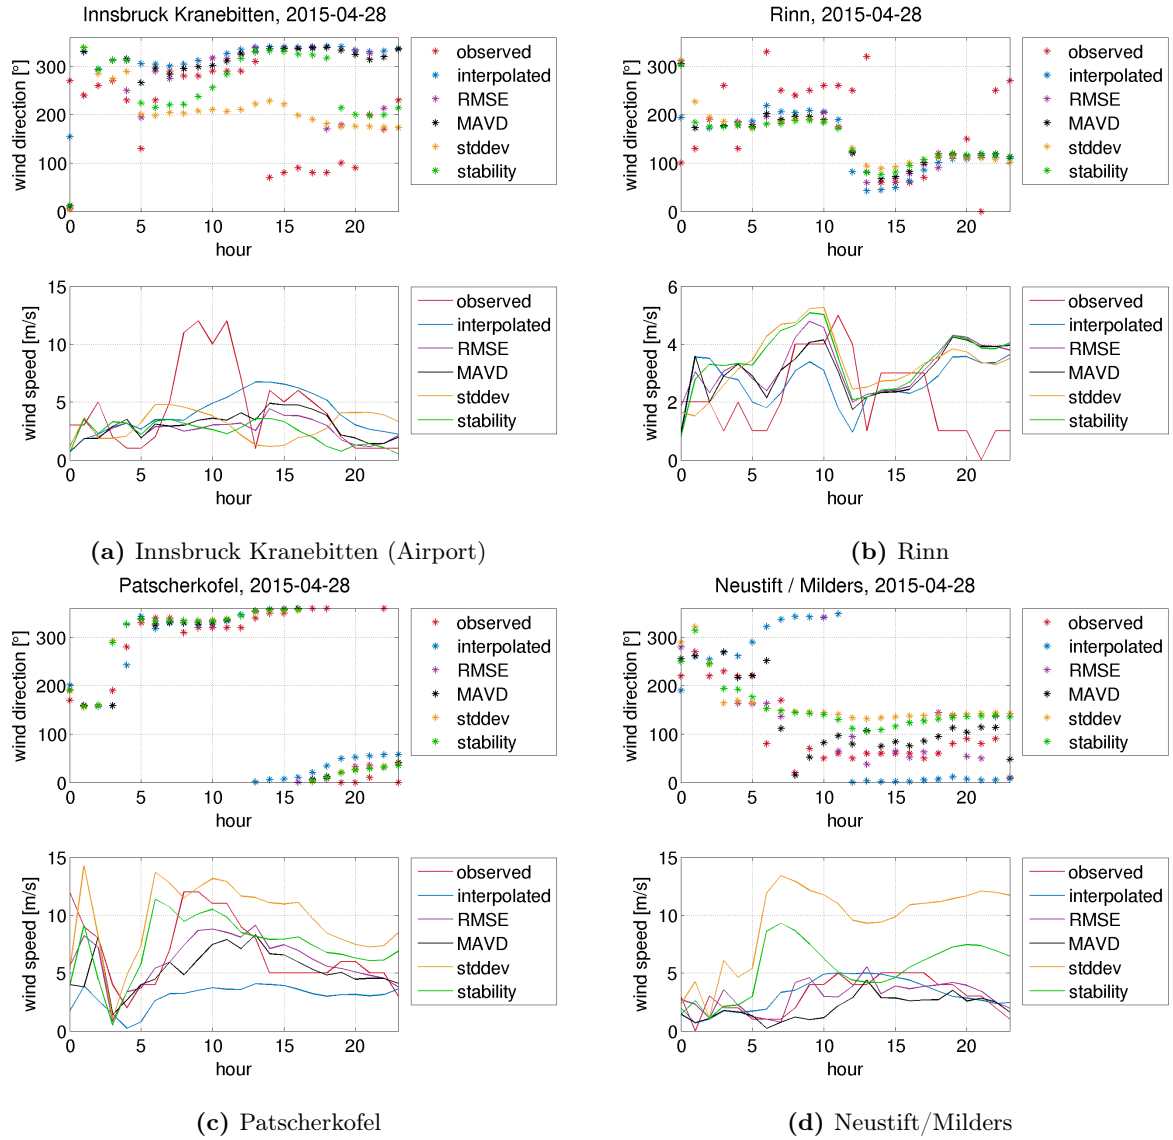 Innsbruck Kranebitten, 2015-04-28
wind direction [°]
300
200
100
0
0 5 10 15 20
hour
observed
interpolated
RMSE
MAVD
stddev
stability
wind speed [m/s]
15
10
5
0
0 5 10 15 20
hour
observed
interpolated
RMSE
MAVD
stddev
stability
(a) Innsbruck Kranebitten (Airport)
Rinn, 2015-04-28
wind direction [°]
300
200
100
0
0 5 10 15 20
hour
observed
interpolated
RMSE
MAVD
stddev
stability
wind speed [m/s]
6
4
2
0
0 5 10 15 20
hour
observed
interpolated
RMSE
MAVD
stddev
stability
(b) Rinn
Patscherkofel, 2015-04-28
wind direction [°]
300
200
100
0
0 5 10 15 20
hour
observed
interpolated
RMSE
MAVD
stddev
stability
wind speed [m/s]
15
10
5
0
0 5 10 15 20
hour
observed
interpolated
RMSE
MAVD
stddev
stability
(c) Patscherkofel
Neustift / Milders, 2015-04-28
wind direction [°]
300
200
100
0
0 5 10 15 20
hour
observed
interpolated
RMSE
MAVD
stddev
stability
wind speed [m/s]
15
10
5
0
0 5 10 15 20
hour
observed
interpolated
RMSE
MAVD
stddev
stability
(d) Neustift/Milders